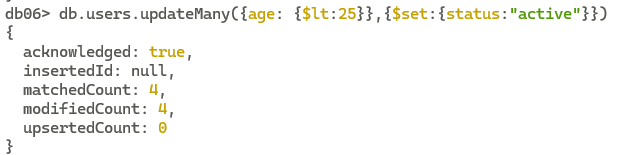 db06> db.users.updateMany({age: {$lt:25}},{$set:{status:"active"}})
{
  acknowledged: true,
  insertedId: null,
  matchedCount: 4,
  modifiedCount: 4,
  upsertedCount: 0
}